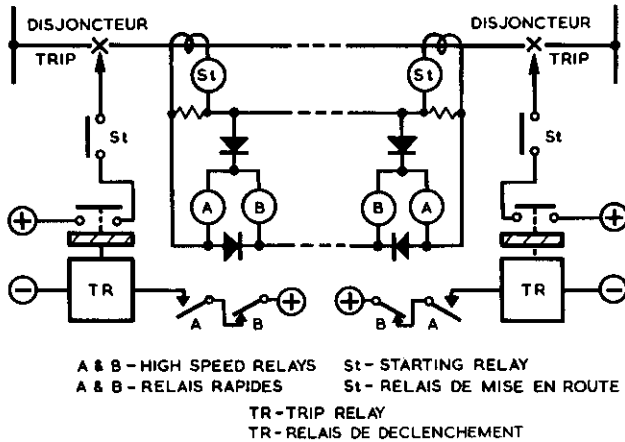 DISJONCTEUR DISJONCTEUR
TRIP TRIP
St St
St St
A B B A
+ +
− TR TR −
A B + + B A
A & B – HIGH SPEED RELAYS St – STARTING RELAY
A & B – RELAIS RAPIDES St – RELAIS DE MISE EN ROUTE
TR – TRIP RELAY
TR – RELAIS DE DECLENCHEMENT